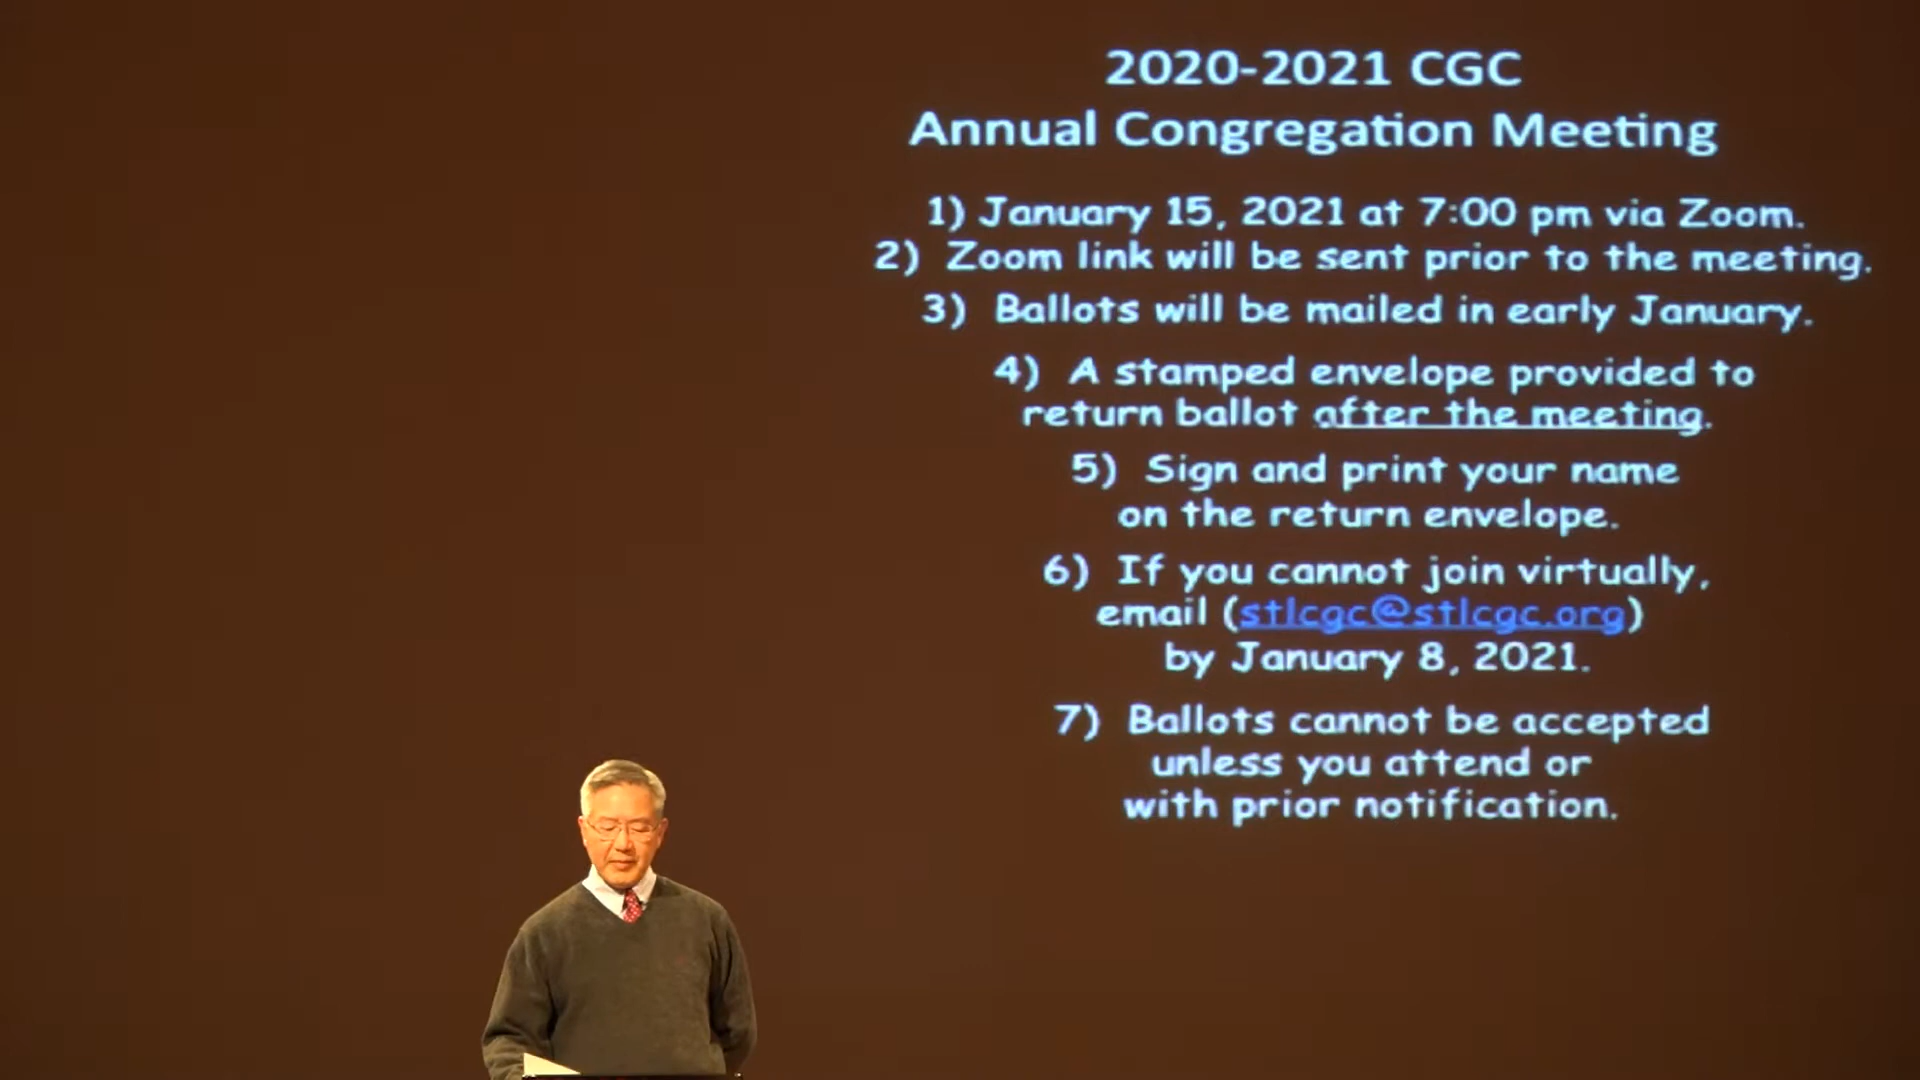 2020-2021 CGC
Annual Congregation Meeting
1) January 15, 2021 at 7:00 pm via Zoom.
2) Zoom link will be sent prior to the meeting.
3) Ballots will be mailed in early January.
4) A stamped envelope provided to
return ballot after the meeting.
5) Sign and print your name
on the return envelope.
6) If you cannot join virtually,
email (stlcgc@stlcgc.org)
by January 8, 2021.
7) Ballots cannot be accepted
unless you attend or
with prior notification.